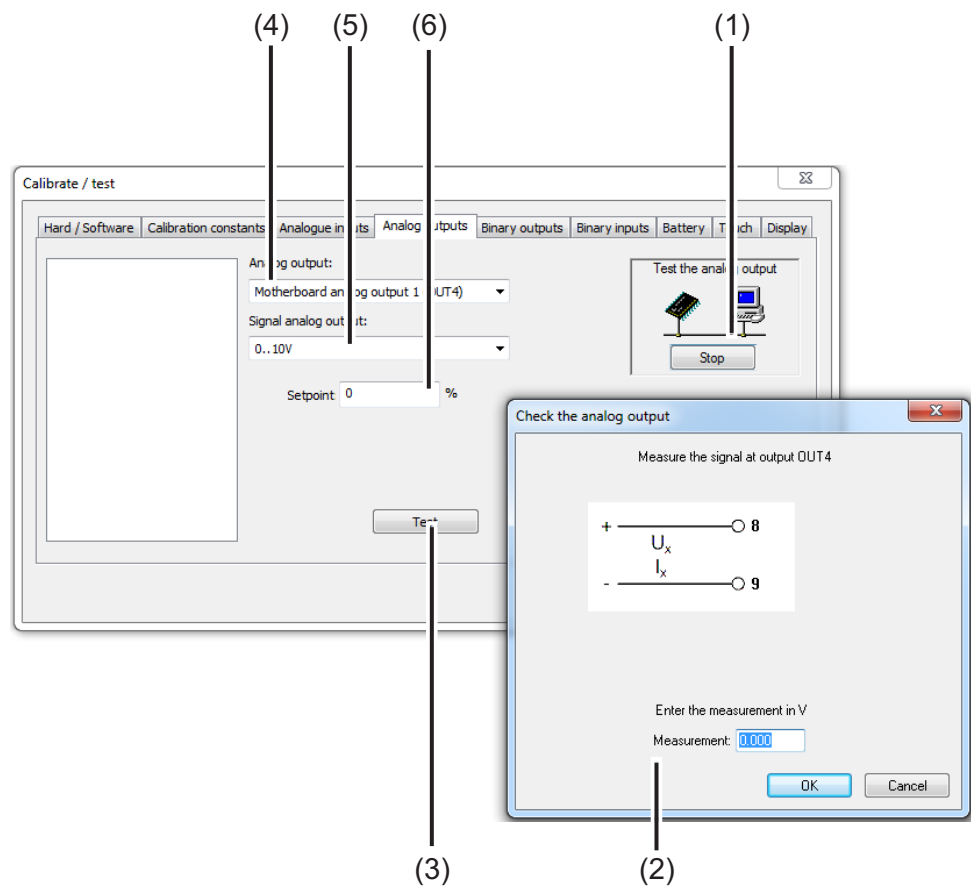 (4) (5) (6) (1)
Calibrate / test
Hard / Software Calibration constants Analogue inputs Analog outputs Binary outputs Binary inputs Battery Touch Display
Analog output:
Motherboard analog output 1 (OUT4)
Signal analog output:
0..10V
Setpoint 0 %
Test
Test the analog output
Stop
Check the analog output
Measure the signal at output OUT4
+ 8
Ux
Ix
- 9
Enter the measurement in V
Measurement: 0.000
OK Cancel
(3) (2)